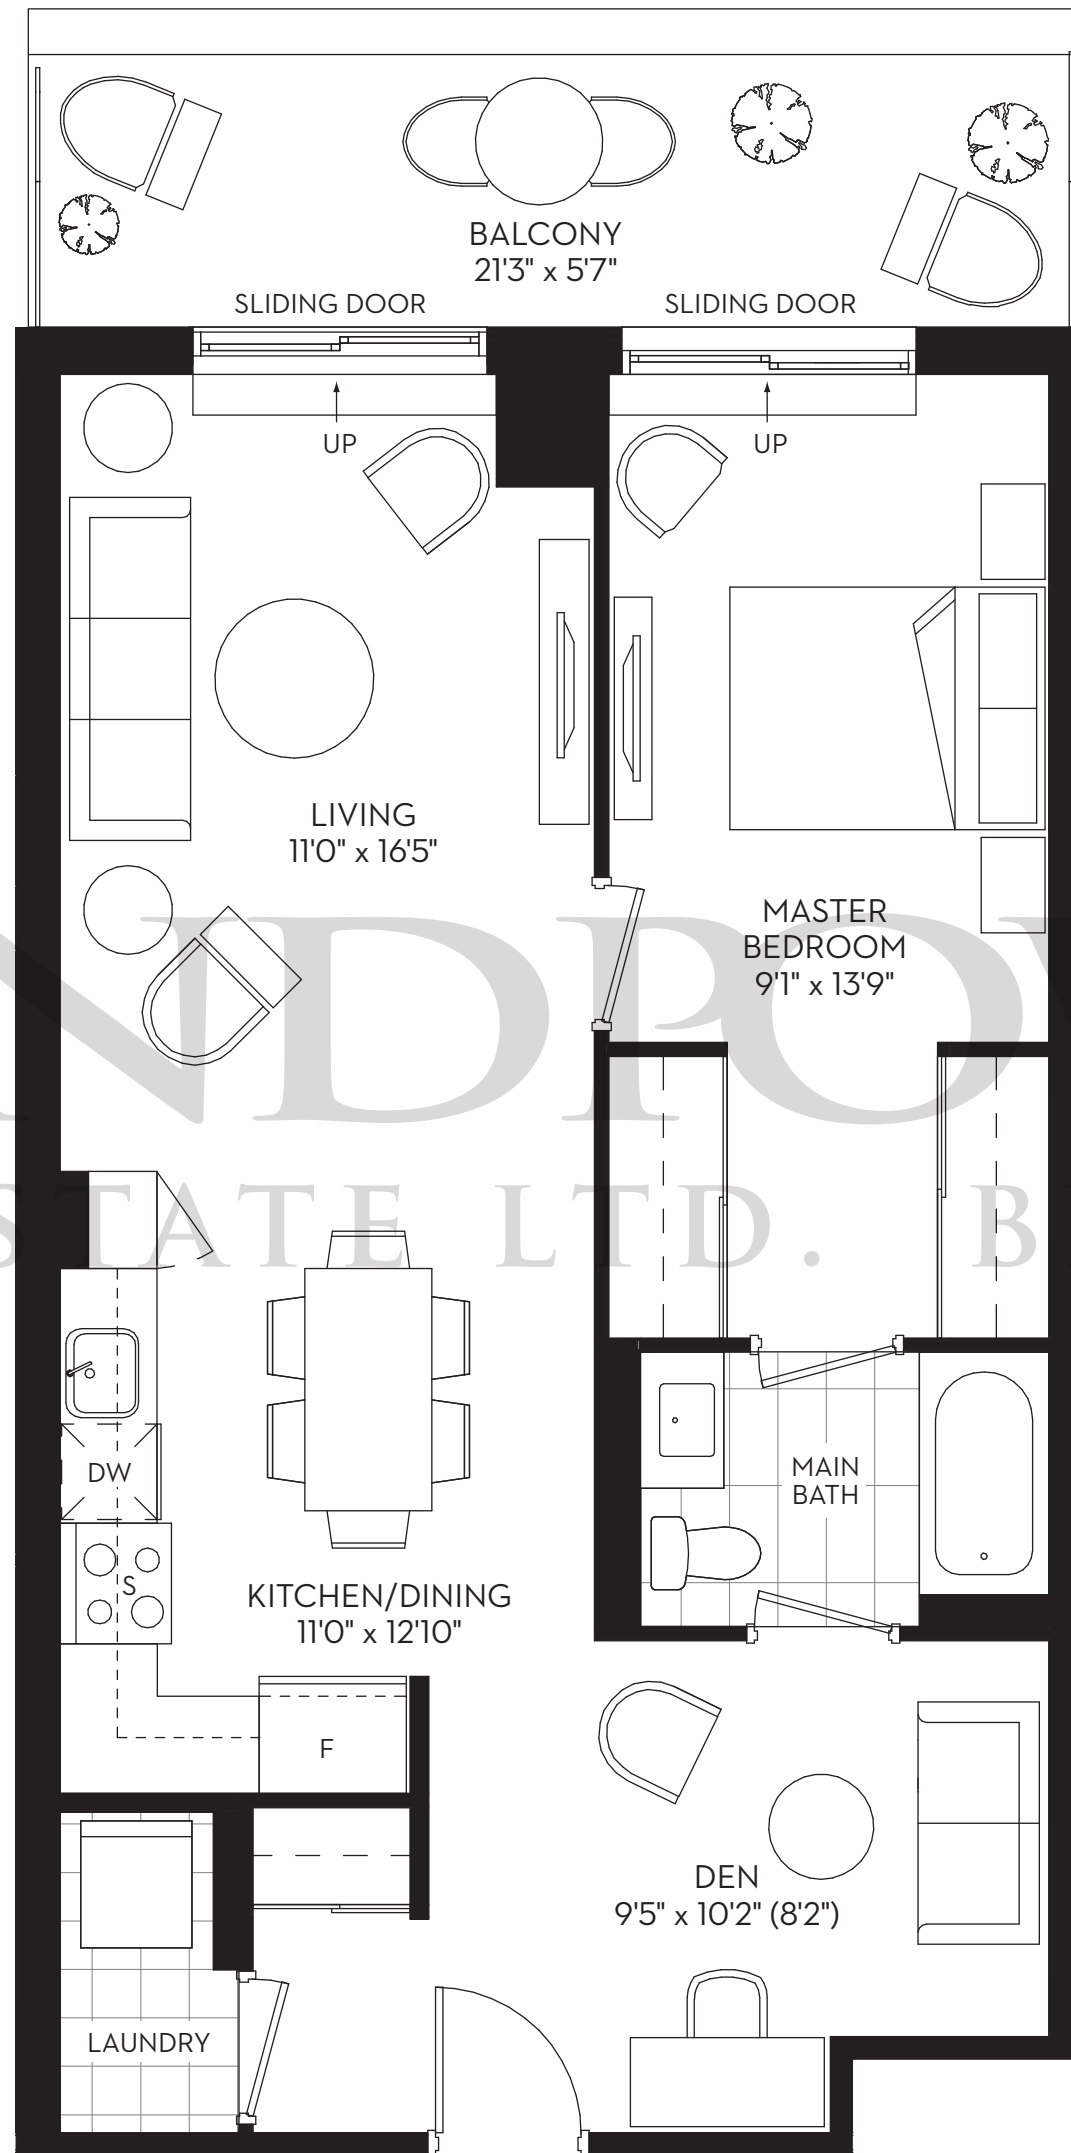 BALCONY
21'3" x 5'7"
SLIDING DOOR
SLIDING DOOR
UP
UP
LIVING
11'0" x 16'5"
MASTER
BEDROOM
9'1" x 13'9"
LTD. B
DW
S
MAIN
BATH
KITCHEN/DINING
11'0" x 12'10"
F
DEN
9'5" x 10'2" (8'2")
LAUNDRY